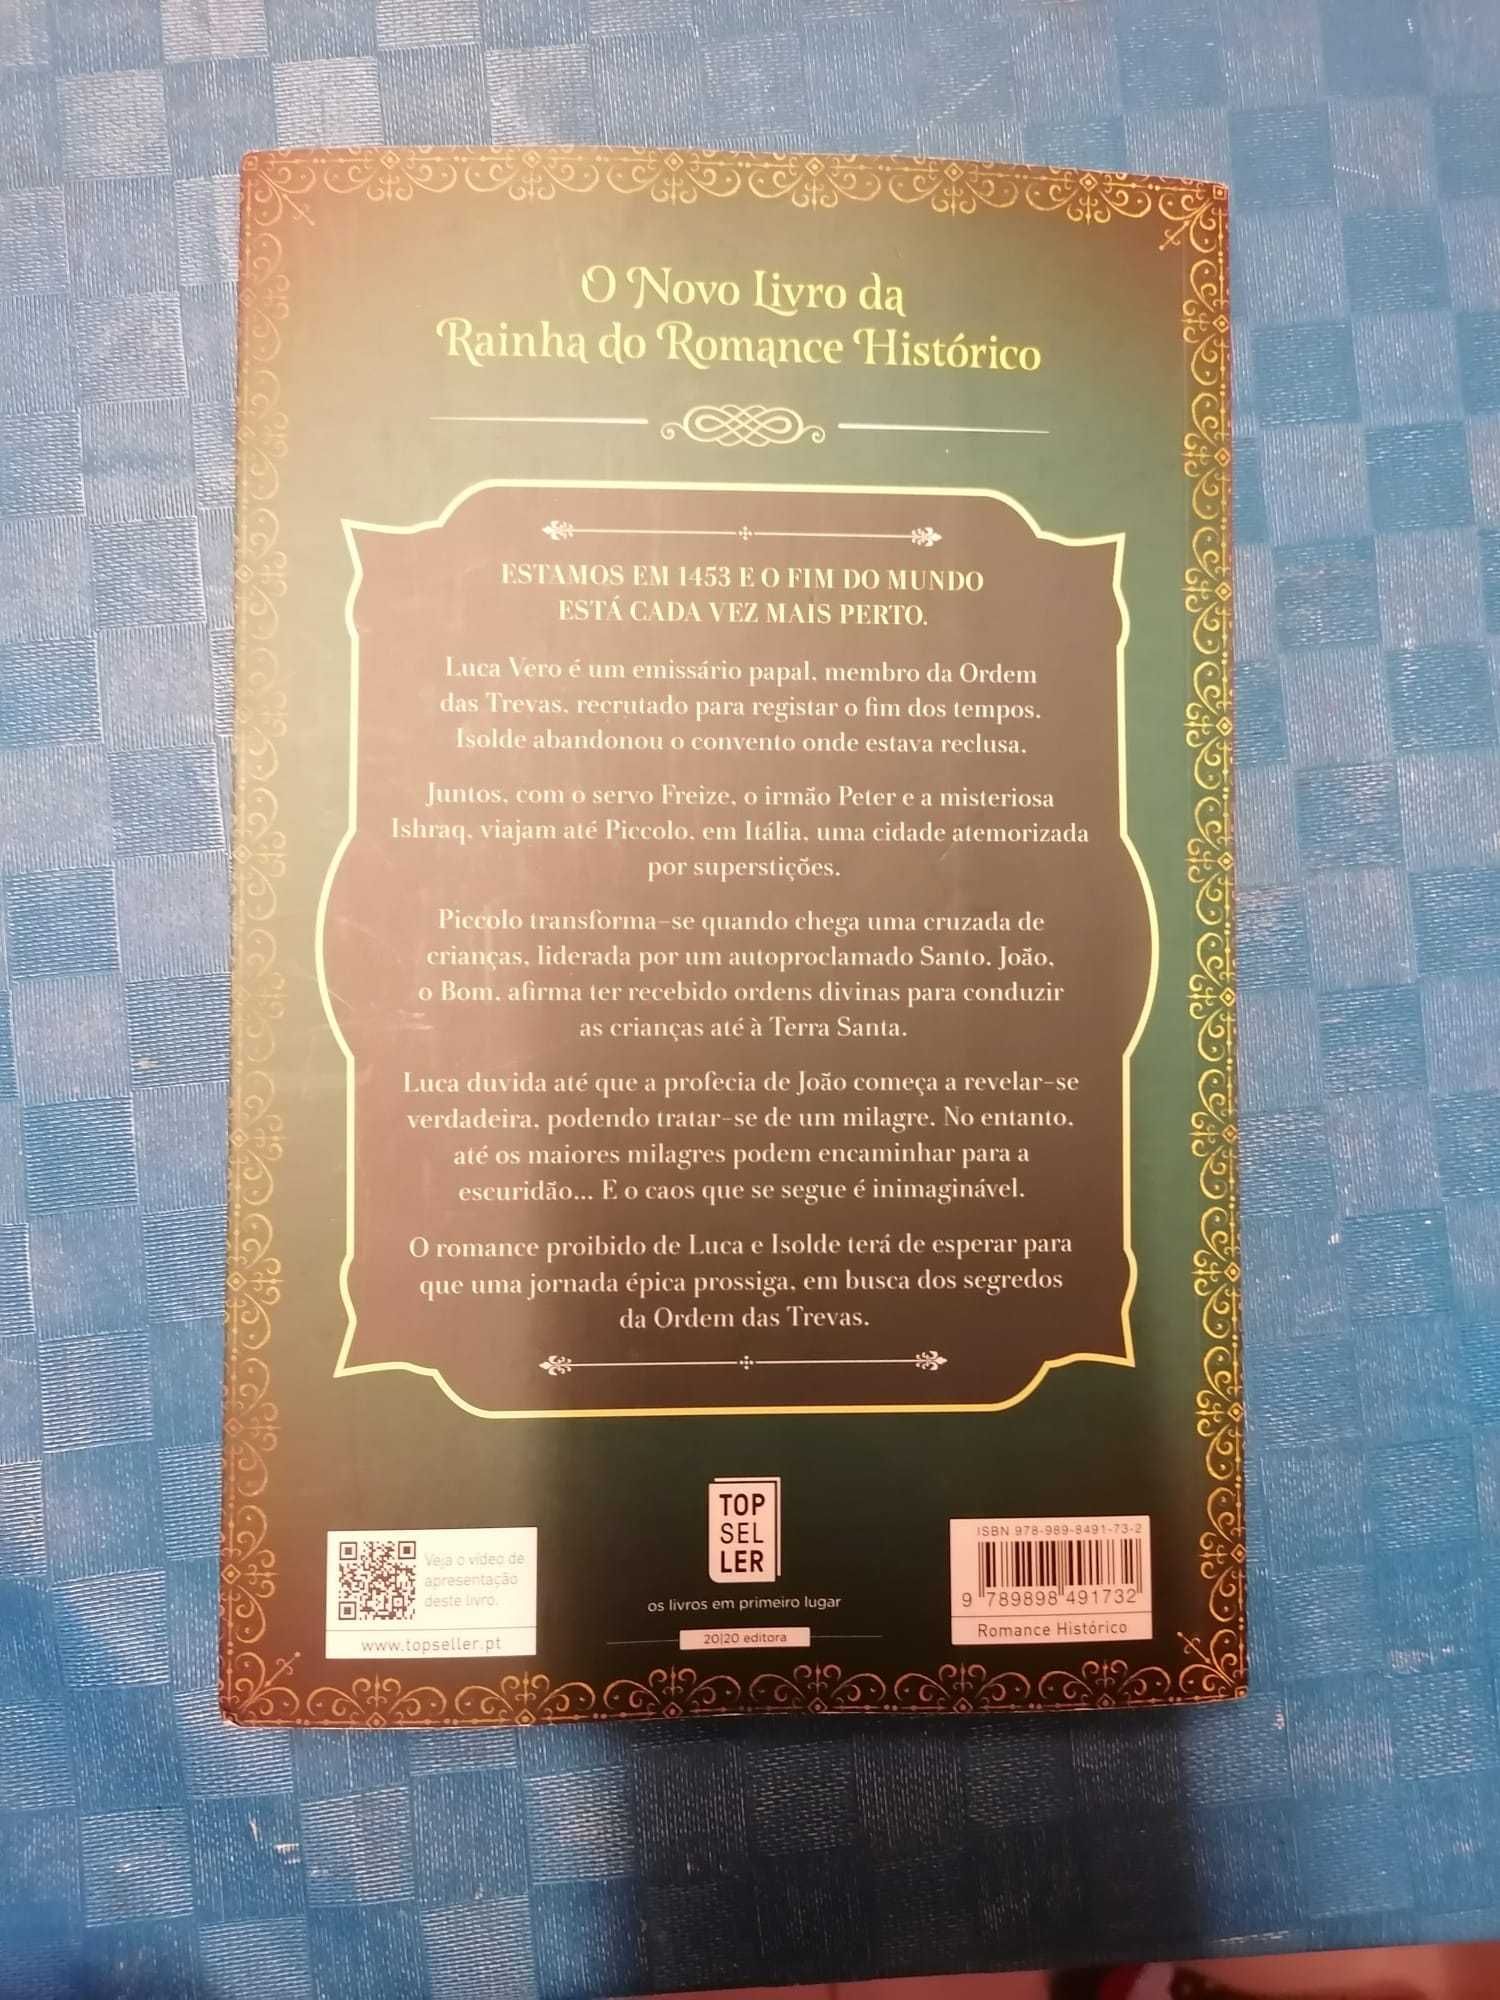 O Novo Livro da
Rainha do Romance Histórico
ESTAMOS EM 1453 E O FIM DO MUNDO
ESTÁ CADA VEZ MAIS PERTO.
Luca Vero é um emissário papal, membro da Ordem
das Trevas, recrutado para registar o fim dos tempos.
Isolde abandonou o convento onde estava reclusa.
Juntos, com o servo Freize, o irmão Peter e a misteriosa
Ishraq, viajam até Piccolo, em Itália, uma cidade atemorizada
por superstições.
Piccolo transforma-se quando chega uma cruzada de
crianças, liderada por um autoproclamado Santo. João,
o Bom, afirma ter recebido ordens divinas para conduzir
as crianças até à Terra Santa.
Luca duvida até que a profecia de João começa a revelar-se
verdadeira, podendo tratar-se de um milagre. No entanto,
até os maiores milagres podem encaminhar para a
escuridão... E o caos que se segue é inimaginável.
O romance proibido de Luca e Isolde terá de esperar para
que uma jornada épica prossiga, em busca dos segredos
da Ordem das Trevas.
Veja o vídeo de
apresentação
deste livro.
www.topseller.pt
TOP
SEL
LER
os livros em primeiro lugar
20|20 editora
ISBN 978-989-8491-73-2
9 789898 491732
Romance Histórico